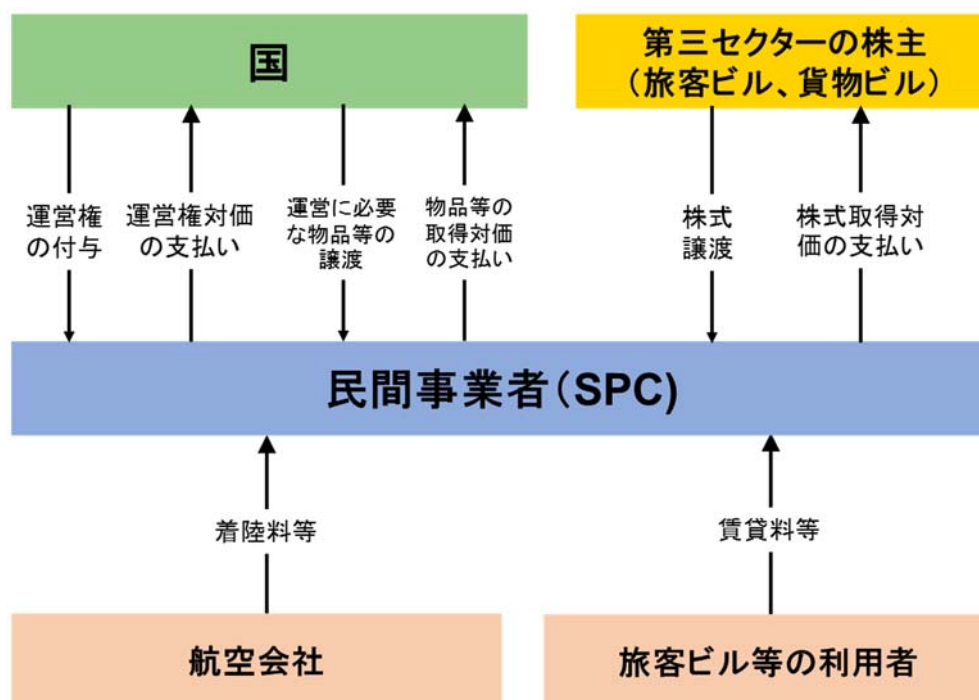 国
第三セクターの株主
（旅客ビル、貨物ビル）
運営権
の付与
運営権対価
の支払い
運営に必要
な物品等の
譲渡
物品等の
取得対価
の支払い
株式
譲渡
株式取得対
価の支払い
民間事業者（SPC)
着陸料等
賃貸料等
航空会社
旅客ビル等の利用者